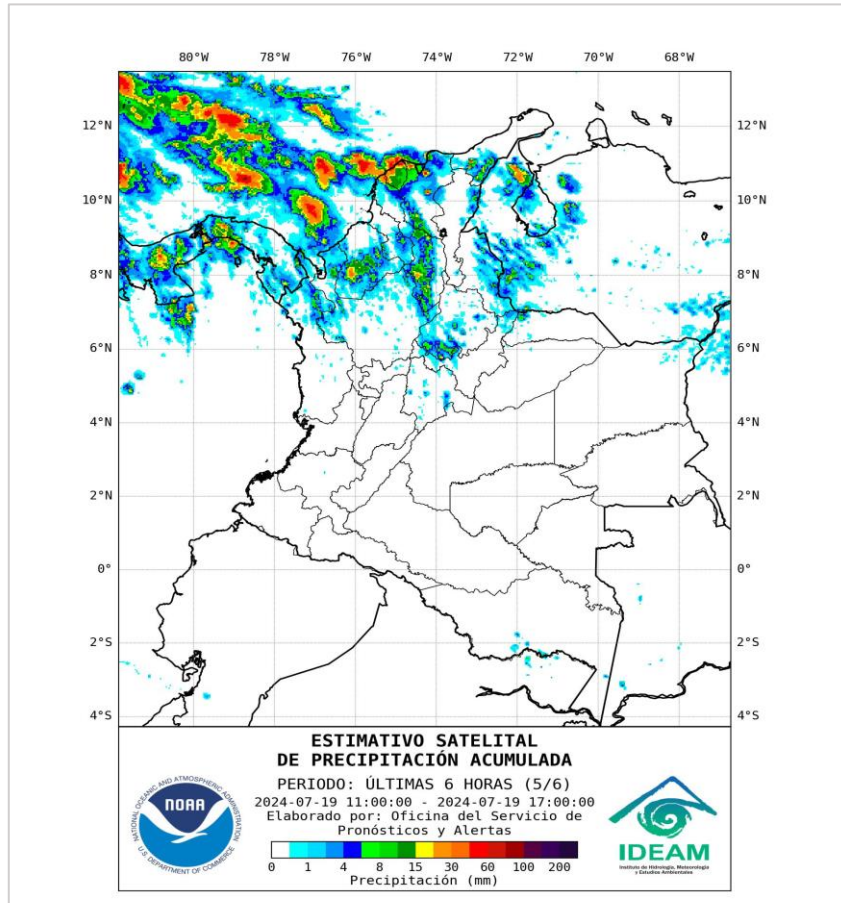 80°W 78°W 76°W 74°W 72°W 70°W 68°W
12°N 12°N
10°N 10°N
8°N 8°N
6°N 6°N
4°N 4°N
2°N 2°N
0° 0°
2°S 2°S
4°S 4°S
ESTIMATIVO SATELITAL
DE PRECIPITACIÓN ACUMULADA
PERIODO: ÚLTIMAS 6 HORAS (5/6)
2024-07-19 11:00:00 - 2024-07-19 17:00:00
Elaborado por: Oficina del Servicio de
Pronósticos y Alertas
0 1 4 8 15 30 60 100 200
Precipitación (mm)
NATIONAL OCEANIC AND ATMOSPHERIC ADMINISTRATION
NOAA
U.S. DEPARTMENT OF COMMERCE
IDEAM
Instituto de Hidrología, Meteorología
y Estudios Ambientales